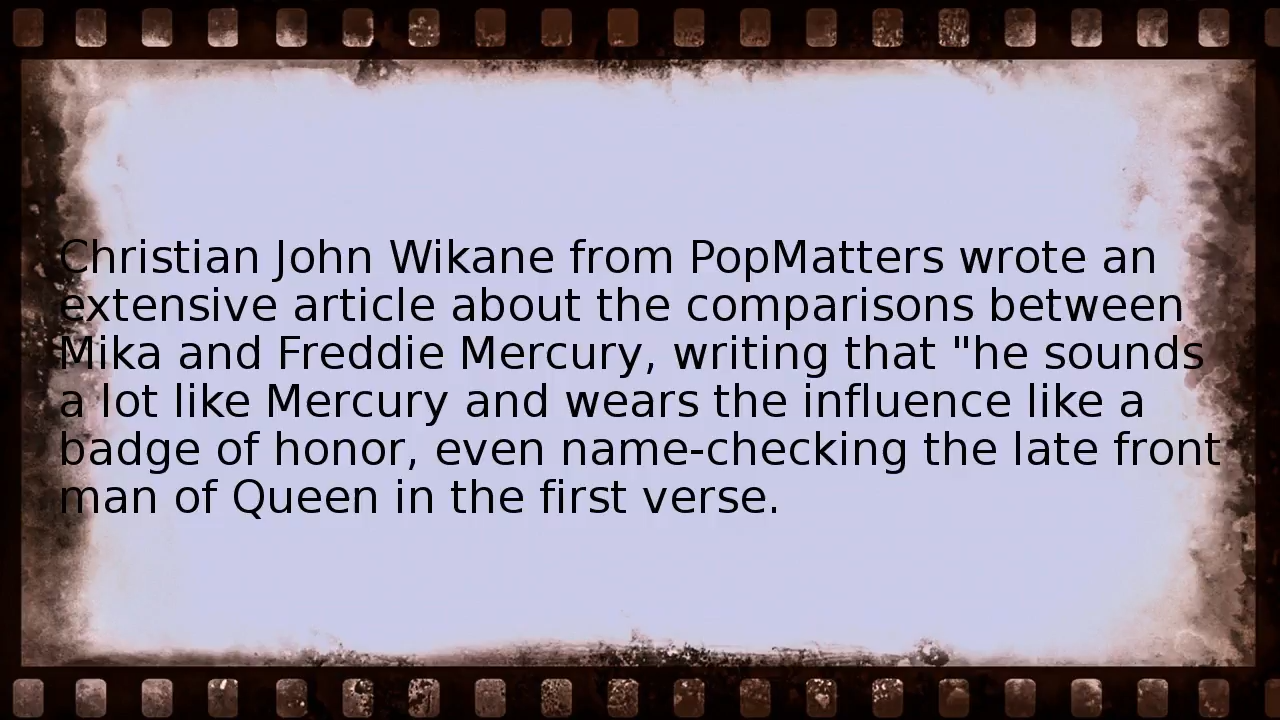 Christian John Wikane from PopMatters wrote an
extensive article about the comparisons between
Mika and Freddie Mercury, writing that "he sounds
a lot like Mercury and wears the influence like a
badge of honor, even name-checking the late front
man of Queen in the first verse.